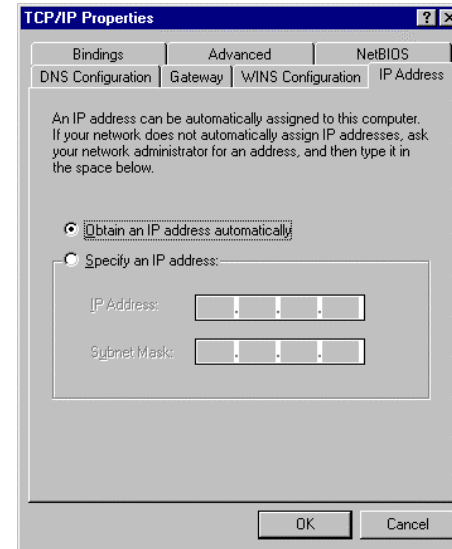 TCP/IP Properties
? ×
Bindings Advanced NetBIOS
DNS Configuration Gateway WINS Configuration IP Address
An IP address can be automatically assigned to this computer.
If your network does not automatically assign IP addresses, ask
your network administrator for an address, and then type it in
the space below.
Obtain an IP address automatically
Specify an IP address:
IP Address:
. . .
Subnet Mask:
. . .
OK Cancel